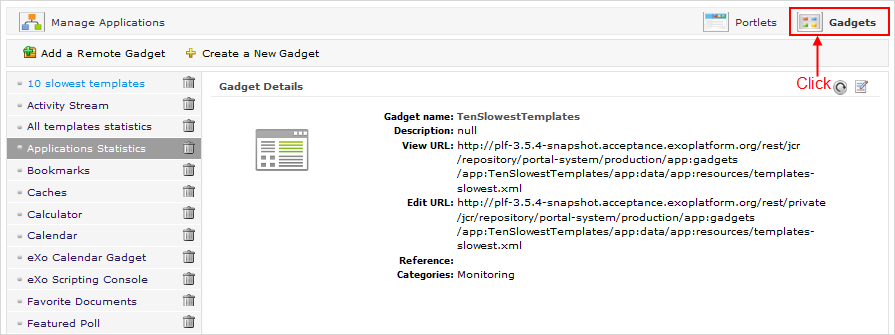 Manage Applications
Portlets
Gadgets
Add a Remote Gadget
Create a New Gadget
Click
10 slowest templates
Activity Stream
All templates statistics
Applications Statistics
Bookmarks
Caches
Calculator
Calendar
eXo Calendar Gadget
eXo Scripting Console
Favorite Documents
Featured Poll
Gadget Details
Gadget name: TenSlowestTemplates
Description: null
View URL: http://plf-3.5.4-snapshot.acceptance.exoplatform.org/rest/jcr
/repository/portal-system/production/app:gadgets
/app:TenSlowestTemplates/app:data/app:resources/templates-
slowest.xml
Edit URL: http://plf-3.5.4-snapshot.acceptance.exoplatform.org/rest/private
/jcr/repository/portal-system/production/app:gadgets
/app:TenSlowestTemplates/app:data/app:resources/templates-
slowest.xml
Reference:
Categories: Monitoring